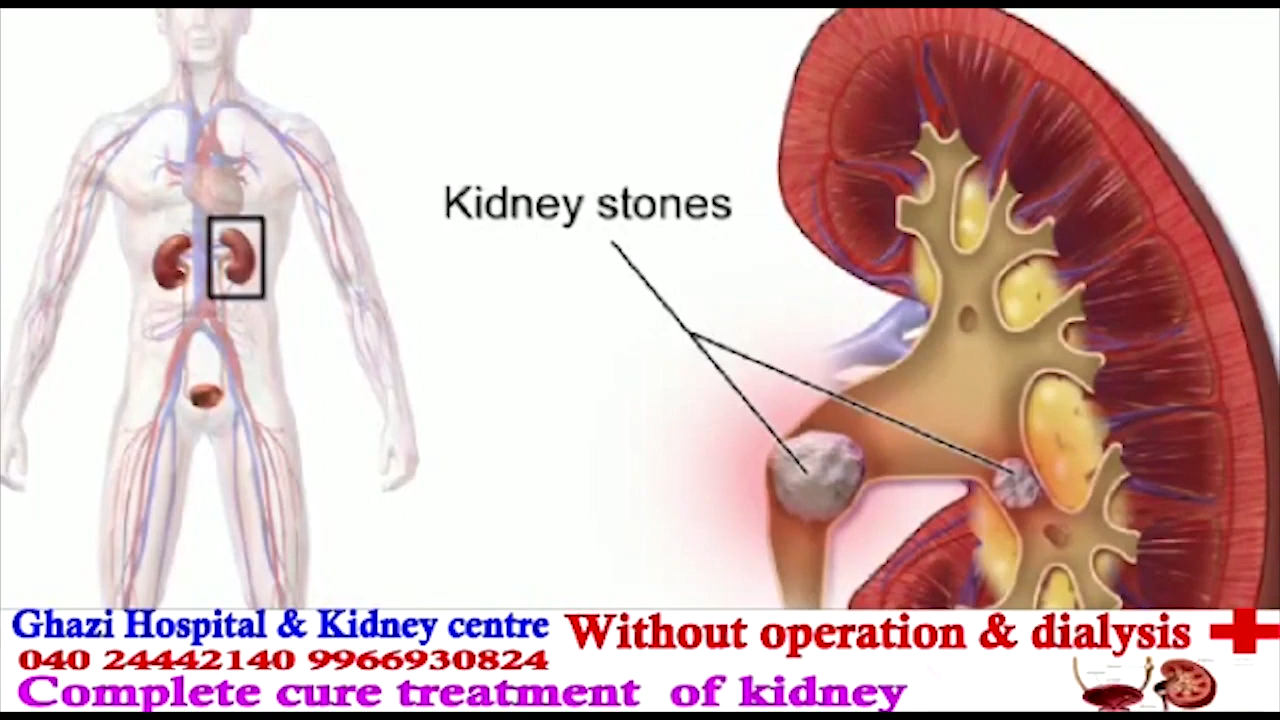 Kidney stones
Ghazi Hospital & Kidney centre
Without operation & dialysis
040 24442140 9966930824
Complete cure treatment of kidney